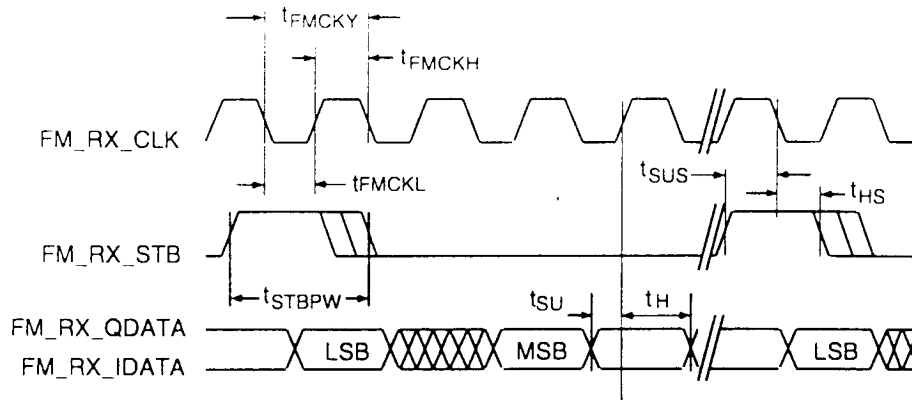 tFMCKY
tFMCKH
FM_RX_CLK
tFMCKL
tSUS
tHS
FM_RX_STB
tSTBPW
tSU
tH
FM_RX_QDATA
FM_RX_IDATA
LSB
MSB
LSB